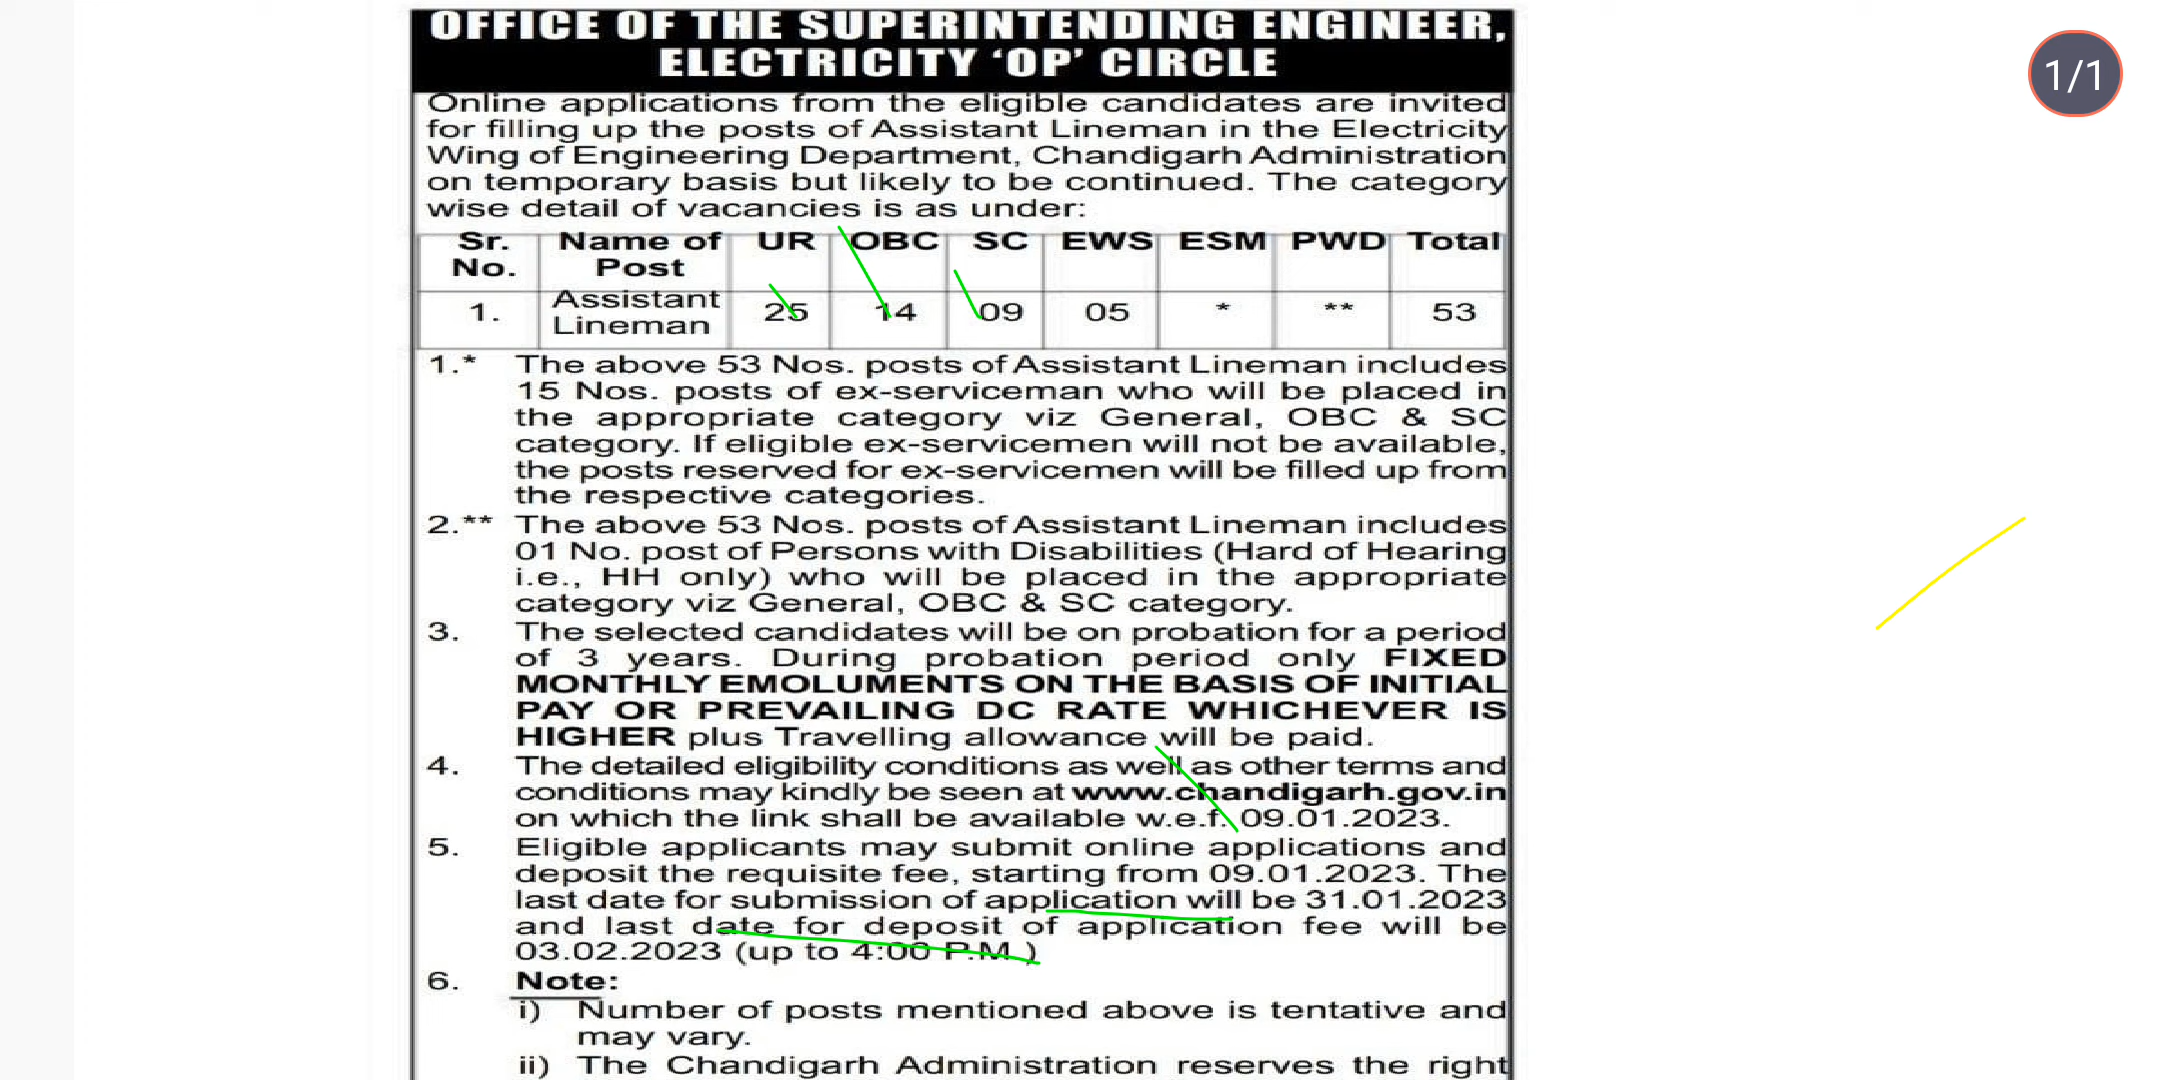 OFFICE OF THE SUPERINTENDING ENGINEER,
ELECTRICITY ‘OP’ CIRCLE
1/1
Online applications from the eligible candidates are invited
for filling up the posts of Assistant Lineman in the Electricity
Wing of Engineering Department, Chandigarh Administration
on temporary basis but likely to be continued. The category
wise detail of vacancies is as under:
Sr. No. Name of Post UR OBC SC EWS ESM PWD Total
1. Assistant Lineman 25 14 09 05 * ** 53
1.* The above 53 Nos. posts of Assistant Lineman includes
15 Nos. posts of ex-serviceman who will be placed in
the appropriate category viz General, OBC & SC
category. If eligible ex-servicemen will not be available,
the posts reserved for ex-servicemen will be filled up from
the respective categories.
2.** The above 53 Nos. posts of Assistant Lineman includes
01 No. post of Persons with Disabilities (Hard of Hearing
i.e., HH only) who will be placed in the appropriate
category viz General, OBC & SC category.
3. The selected candidates will be on probation for a period
of 3 years. During probation period only FIXED
MONTHLY EMOLUMENTS ON THE BASIS OF INITIAL
PAY OR PREVAILING DC RATE WHICHEVER IS
HIGHER plus Travelling allowance will be paid.
4. The detailed eligibility conditions as well as other terms and
conditions may kindly be seen at www.chandigarh.gov.in
on which the link shall be available w.e.f. 09.01.2023.
5. Eligible applicants may submit online applications and
deposit the requisite fee, starting from 09.01.2023. The
last date for submission of application will be 31.01.2023
and last date for deposit of application fee will be
03.02.2023 (up to 4:00 P.M.)
6. Note:
i) Number of posts mentioned above is tentative and
may vary.
ii) The Chandigarh Administration reserves the right